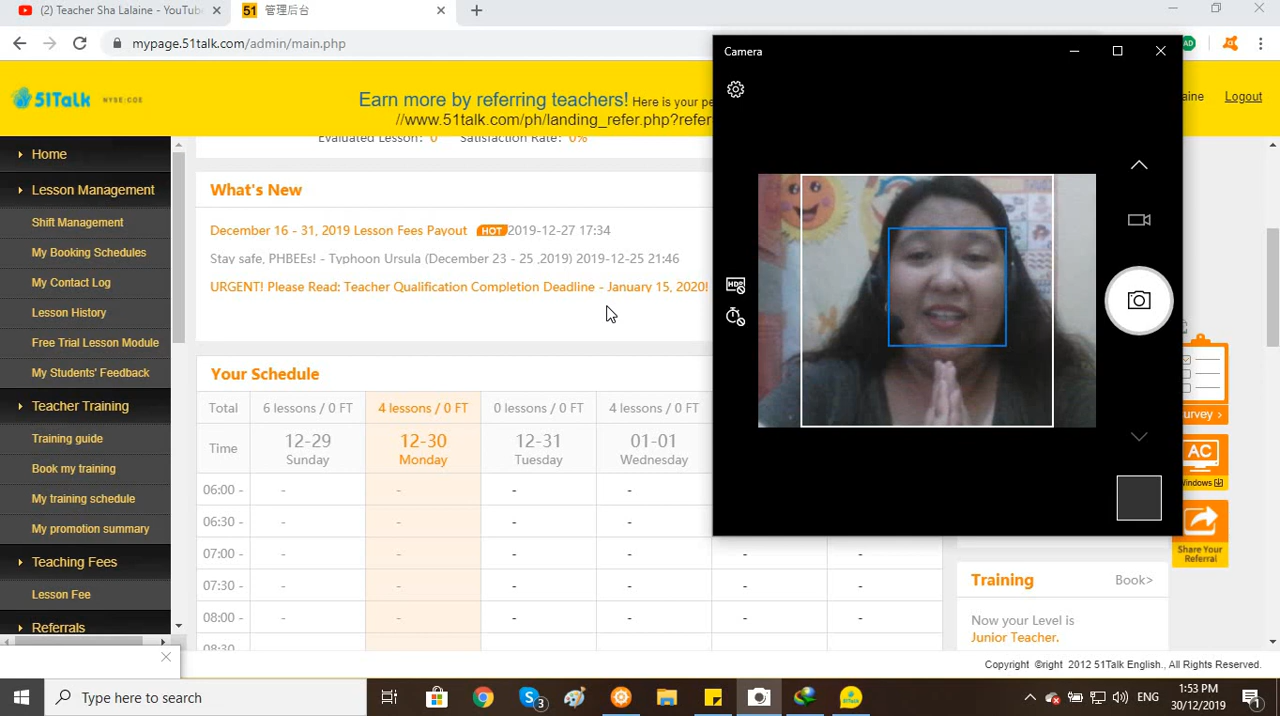 (2) Teacher Sha Lalaine - YouTub
51 管理后台
mypage.51talk.com/admin/main.php
51Talk NYSE:COE
Earn more by referring teachers! Here is your pe
//www.51talk.com/ph/landing_refer.php?refer
aine Logout
Camera
Home
Lesson Management
Shift Management
My Booking Schedules
My Contact Log
Lesson History
Free Trial Lesson Module
My Students' Feedback
Teacher Training
Training guide
Book my training
My training schedule
My promotion summary
Teaching Fees
Lesson Fee
Referrals
Evaluated Lesson: 0 Satisfaction Rate: 0%
What's New
December 16 - 31, 2019 Lesson Fees Payout HOT 2019-12-27 17:34
Stay safe, PHBEEs! - Typhoon Ursula (December 23 - 25 ,2019) 2019-12-25 21:46
URGENT! Please Read: Teacher Qualification Completion Deadline - January 15, 2020!
Your Schedule
Total 6 lessons / 0 FT 4 lessons / 0 FT 0 lessons / 0 FT 4 lessons / 0 FT
Time 12-29 Sunday 12-30 Monday 12-31 Tuesday 01-01 Wednesday
06:00 - - - - -
06:30 - - - - -
07:00 - - - - - - -
07:30 - - - - - - -
08:00 - - - - - - -
08:30
HDR
Survey >
AC
Windows
Share Your
Referral
Training Book>
Now your Level is
Junior Teacher.
Copyright ©right 2012 51Talk English., All Rights Reserved.
Type here to search
3
ENG
1:53 PM
30/12/2019
1